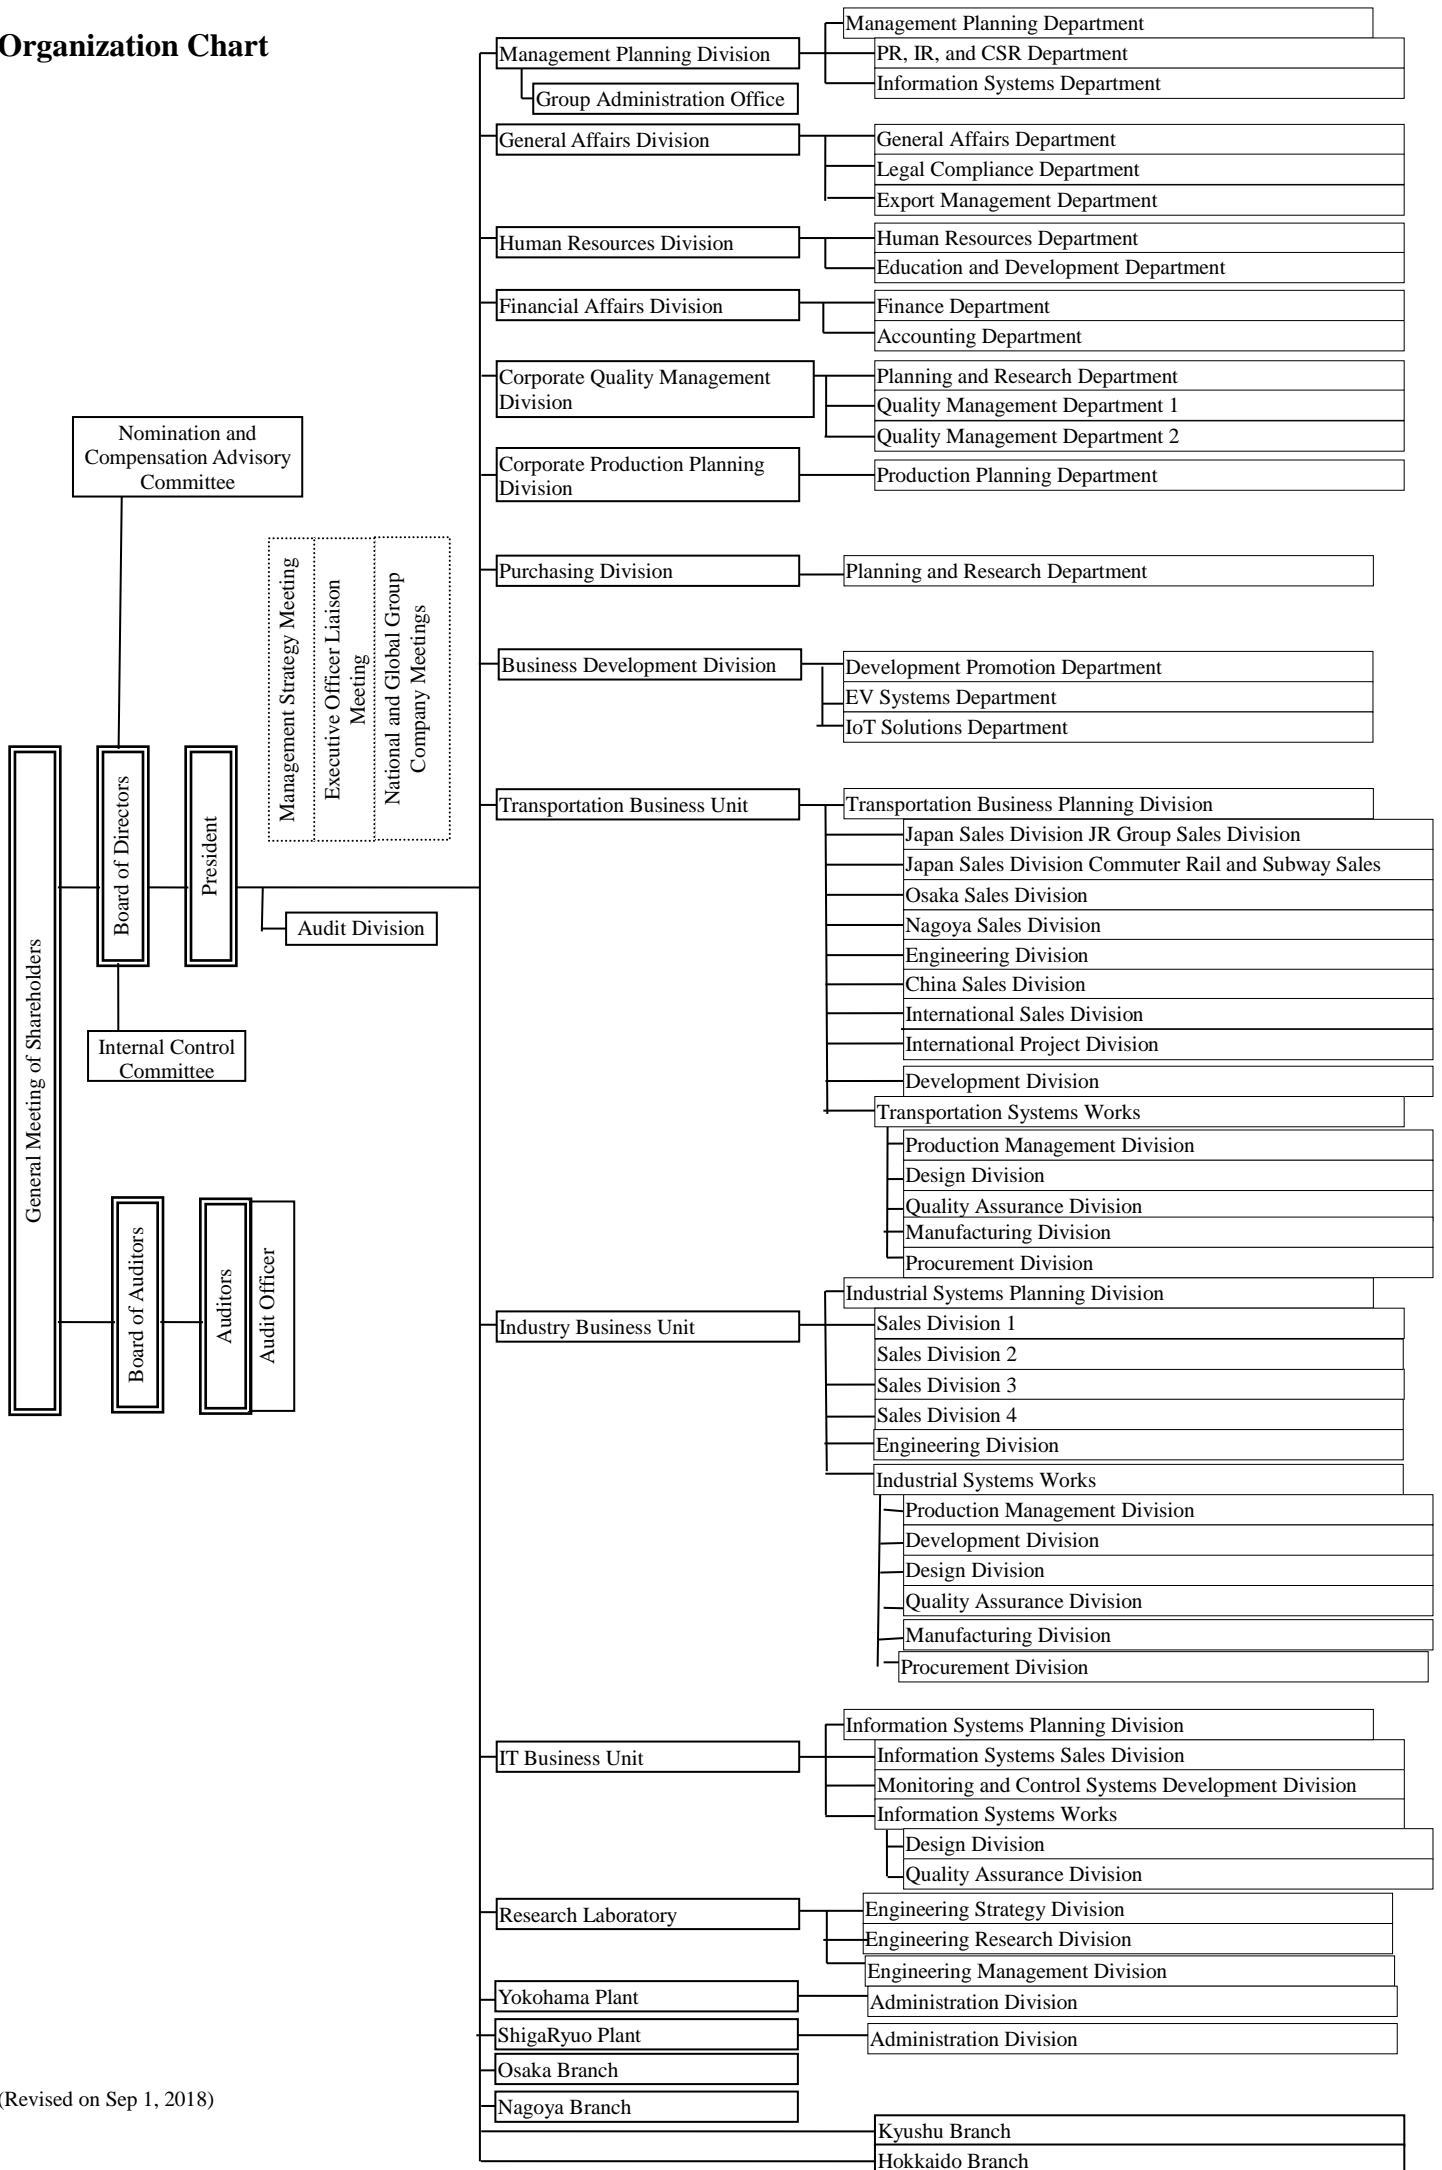 Organization Chart
Nomination and
Compensation Advisory
Committee
General Meeting of Shareholders
Board of Directors
President
Management Strategy Meeting
Executive Officer Liaison
Meeting
National and Global Group
Company Meetings
Audit Division
Internal Control
Committee
Board of Auditors
Auditors
Audit Officer
Management Planning Division
Group Administration Office
Management Planning Department
PR, IR, and CSR Department
Information Systems Department
General Affairs Division
General Affairs Department
Legal Compliance Department
Export Management Department
Human Resources Division
Human Resources Department
Education and Development Department
Financial Affairs Division
Finance Department
Accounting Department
Corporate Quality Management
Division
Planning and Research Department
Quality Management Department 1
Quality Management Department 2
Corporate Production Planning
Division
Production Planning Department
Purchasing Division
Planning and Research Department
Business Development Division
Development Promotion Department
EV Systems Department
IoT Solutions Department
Transportation Business Unit
Transportation Business Planning Division
Japan Sales Division JR Group Sales Division
Japan Sales Division Commuter Rail and Subway Sales
Osaka Sales Division
Nagoya Sales Division
Engineering Division
China Sales Division
International Sales Division
International Project Division
Development Division
Transportation Systems Works
Production Management Division
Design Division
Quality Assurance Division
Manufacturing Division
Procurement Division
Industry Business Unit
Industrial Systems Planning Division
Sales Division 1
Sales Division 2
Sales Division 3
Sales Division 4
Engineering Division
Industrial Systems Works
Production Management Division
Development Division
Design Division
Quality Assurance Division
Manufacturing Division
Procurement Division
IT Business Unit
Information Systems Planning Division
Information Systems Sales Division
Monitoring and Control Systems Development Division
Information Systems Works
Design Division
Quality Assurance Division
Research Laboratory
Engineering Strategy Division
Engineering Research Division
Engineering Management Division
Yokohama Plant
Administration Division
ShigaRyuo Plant
Administration Division
Osaka Branch
Nagoya Branch
Kyushu Branch
Hokkaido Branch
(Revised on Sep 1, 2018)